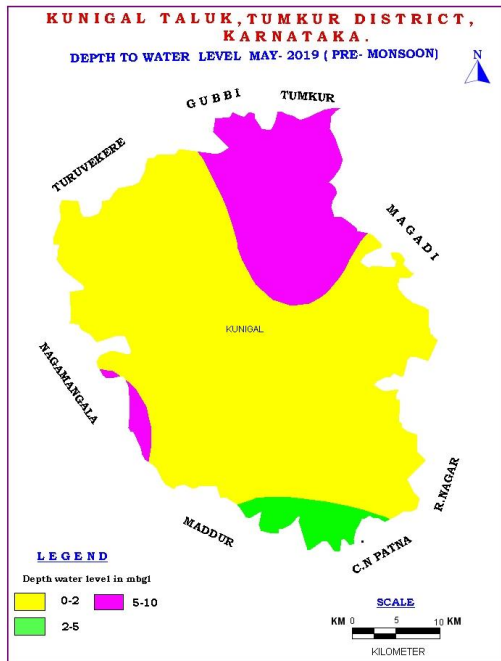 KUNIGAL TALUK, TUMKUR DISTRICT,
KARNATAKA.
DEPTH TO WATER LEVEL MAY- 2019 ( PRE- MONSOON)
N
GUBBI
TUMKUR
TURUVEKERE
MAGADI
KUNIGAL
NAGAMANGALA
R.NAGAR
MADDUR
C.N PATNA
LEGEND
Depth water level in mbgl
0-2
5-10
2-5
SCALE
KM 0 5 10 KM
KILOMETER